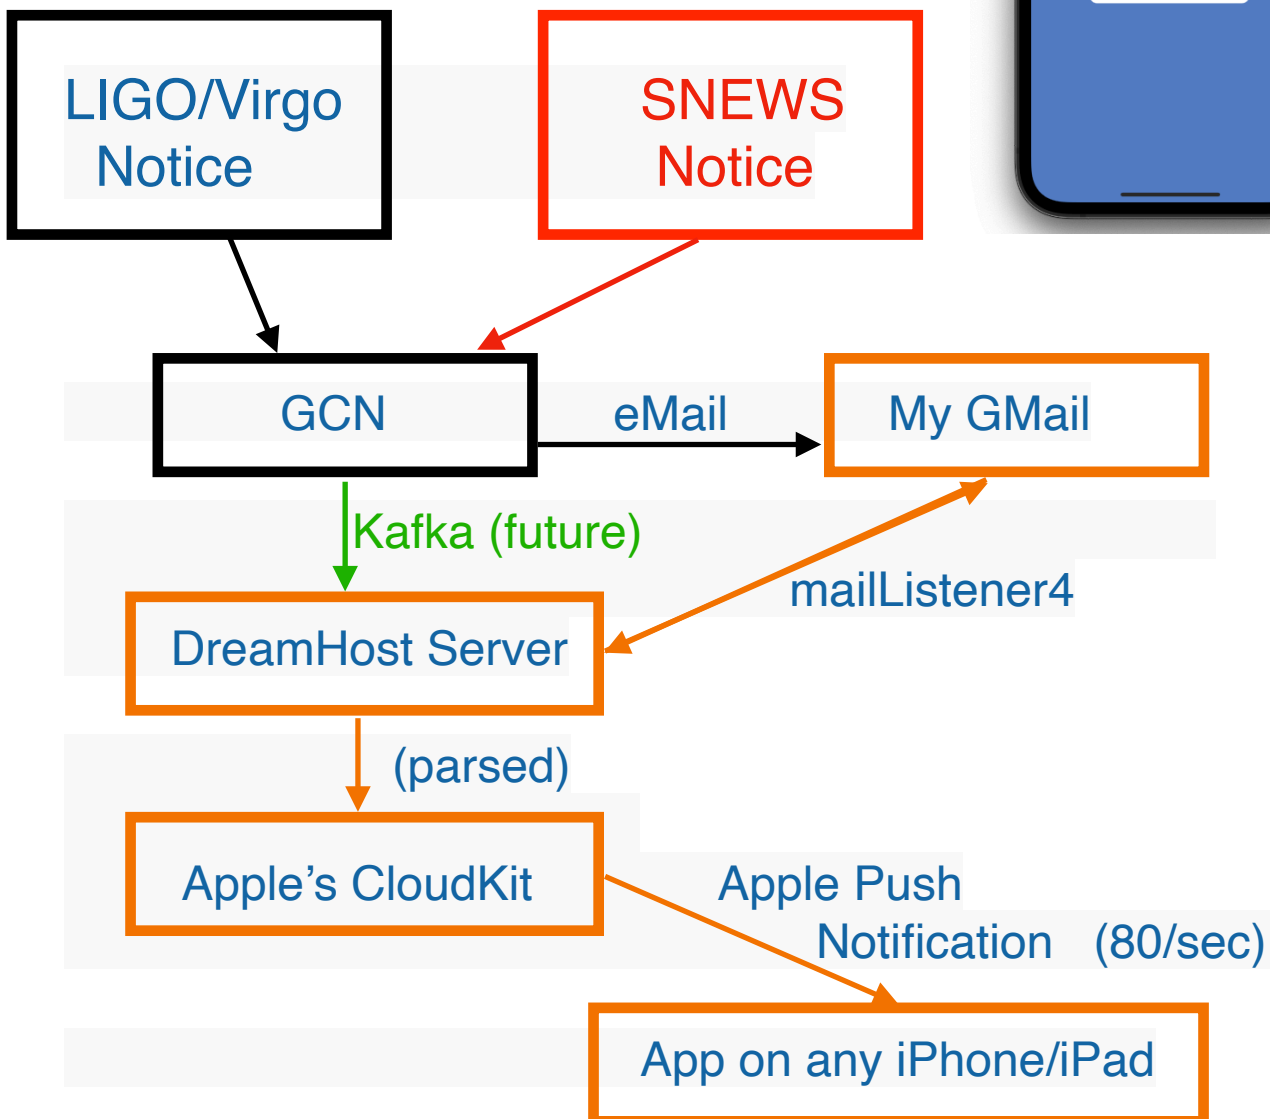 LIGO/Virgo
Notice
SNEWS
Notice
GCN
eMail
My GMail
Kafka (future)
mailListener4
DreamHost Server
(parsed)
Apple’s CloudKit
Apple Push
Notification (80/sec)
App on any iPhone/iPad